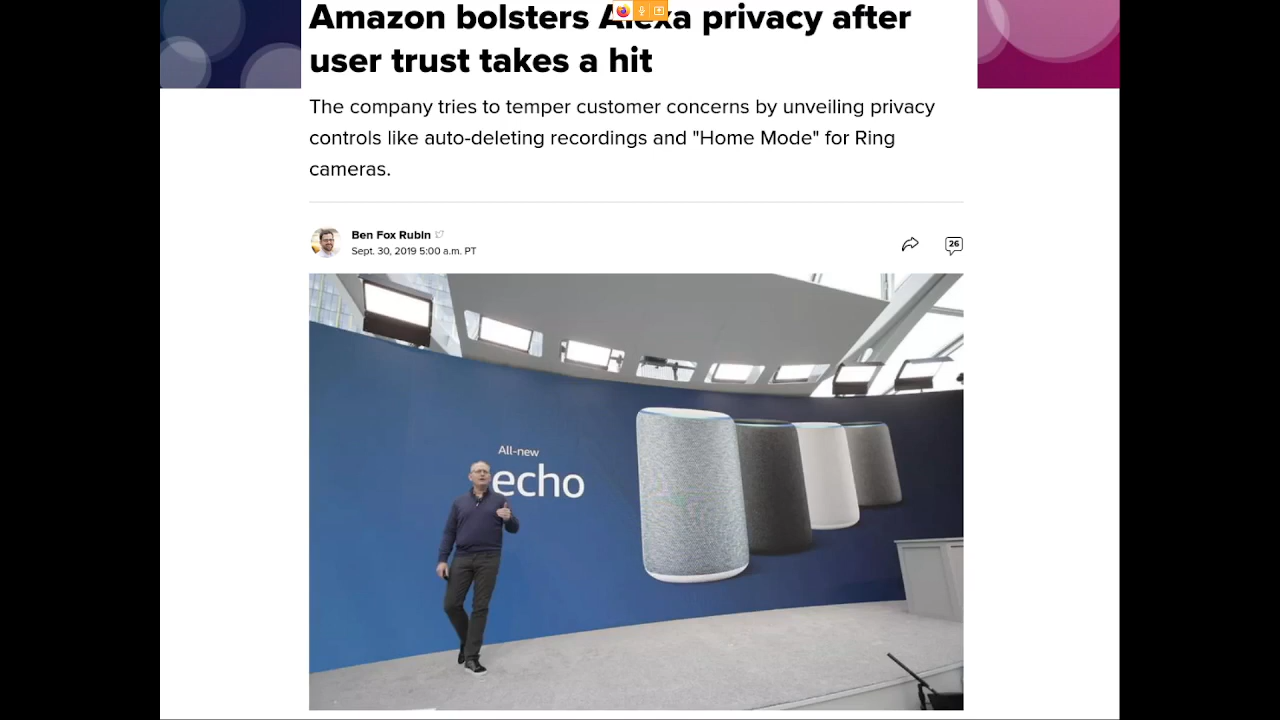 Amazon bolsters Alexa privacy after
user trust takes a hit
The company tries to temper customer concerns by unveiling privacy
controls like auto-deleting recordings and "Home Mode" for Ring
cameras.
Ben Fox Rubin
Sept. 30, 2019 5:00 a.m. PT
26
All-new
echo